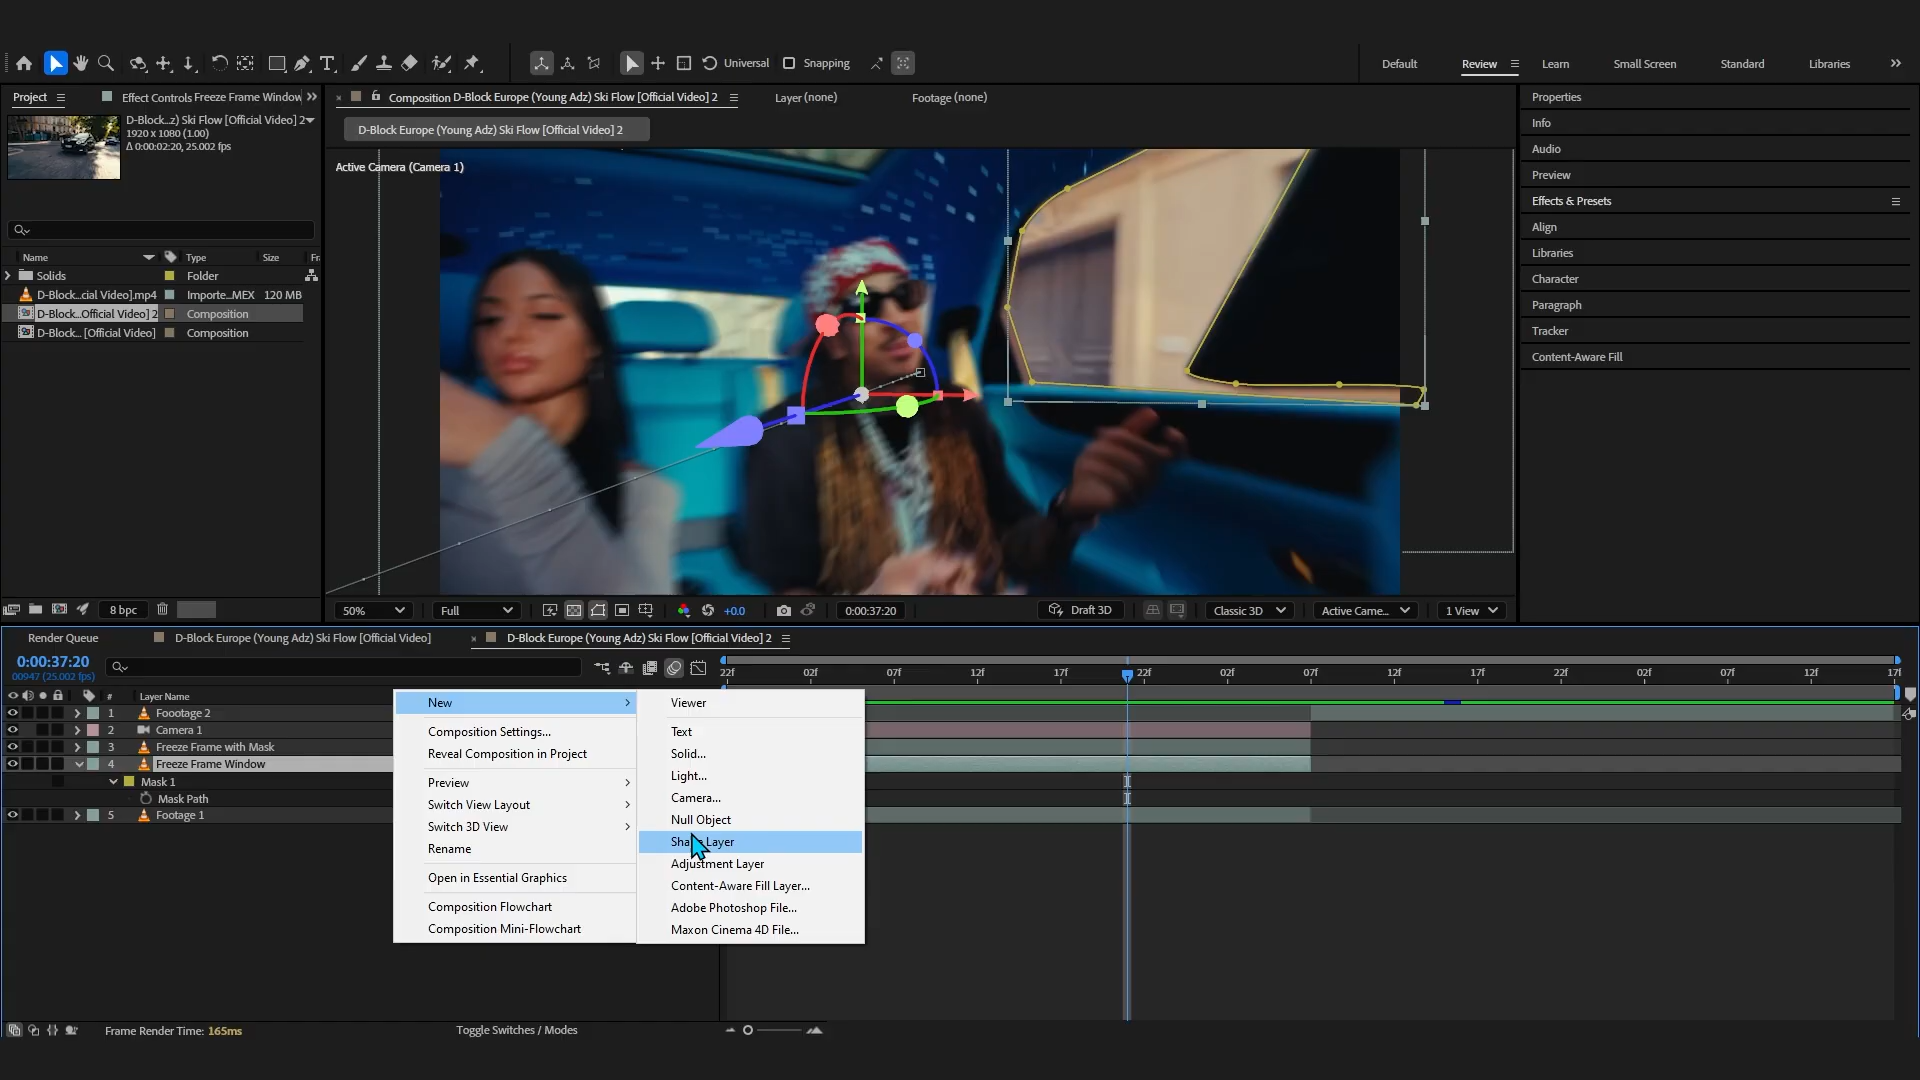 Universal
Snapping
Default
Review
Learn
Small Screen
Standard
Libraries
Project
Effect Controls Freeze Frame Window
Composition D-Block Europe (Young Adz) Ski Flow [Official Video] 2
Layer (none)
Footage (none)
D-Block...z) Ski Flow [Official Video] 2
1920 x 1080 (1.00)
Δ 0:00:02:20, 25.002 fps
D-Block Europe (Young Adz) Ski Flow [Official Video] 2
Active Camera (Camera 1)
Properties
Info
Audio
Preview
Effects & Presets
Align
Libraries
Character
Paragraph
Tracker
Content-Aware Fill
Name
Type
Size
Fr
Solids
Folder
D-Block...cial Video].mp4
Importe...MEX
120 MB
D-Block...Official Video] 2
Composition
D-Block... [Official Video]
Composition
8 bpc
50%
Full
+0.0
0:00:37:20
Draft 3D
Classic 3D
Active Came...
1 View
Render Queue
D-Block Europe (Young Adz) Ski Flow [Official Video]
D-Block Europe (Young Adz) Ski Flow [Official Video] 2
0:00:37:20
00947 (25.002 fps)
22f
02f
07f
12f
17f
22f
02f
07f
12f
17f
02f
07f
12f
17f
#
Layer Name
1
Foootage 2
2
Camera 1
3
Freeze Frame with Mask
4
Freeze Frame Window
Mask 1
Mask Path
5
Footage 1
New
Composition Settings...
Reveal Composition in Project
Preview
Switch View Layout
Switch 3D View
Rename
Open in Essential Graphics
Composition Flowchart
Composition Mini-Flowchart
Viewer
Text
Solid...
Light...
Camera...
Null Object
Shape Layer
Adjustment Layer
Content-Aware Fill Layer...
Adobe Photoshop File...
Maxon Cinema 4D File...
Frame Render Time: 165ms
Toggle Switches / Modes